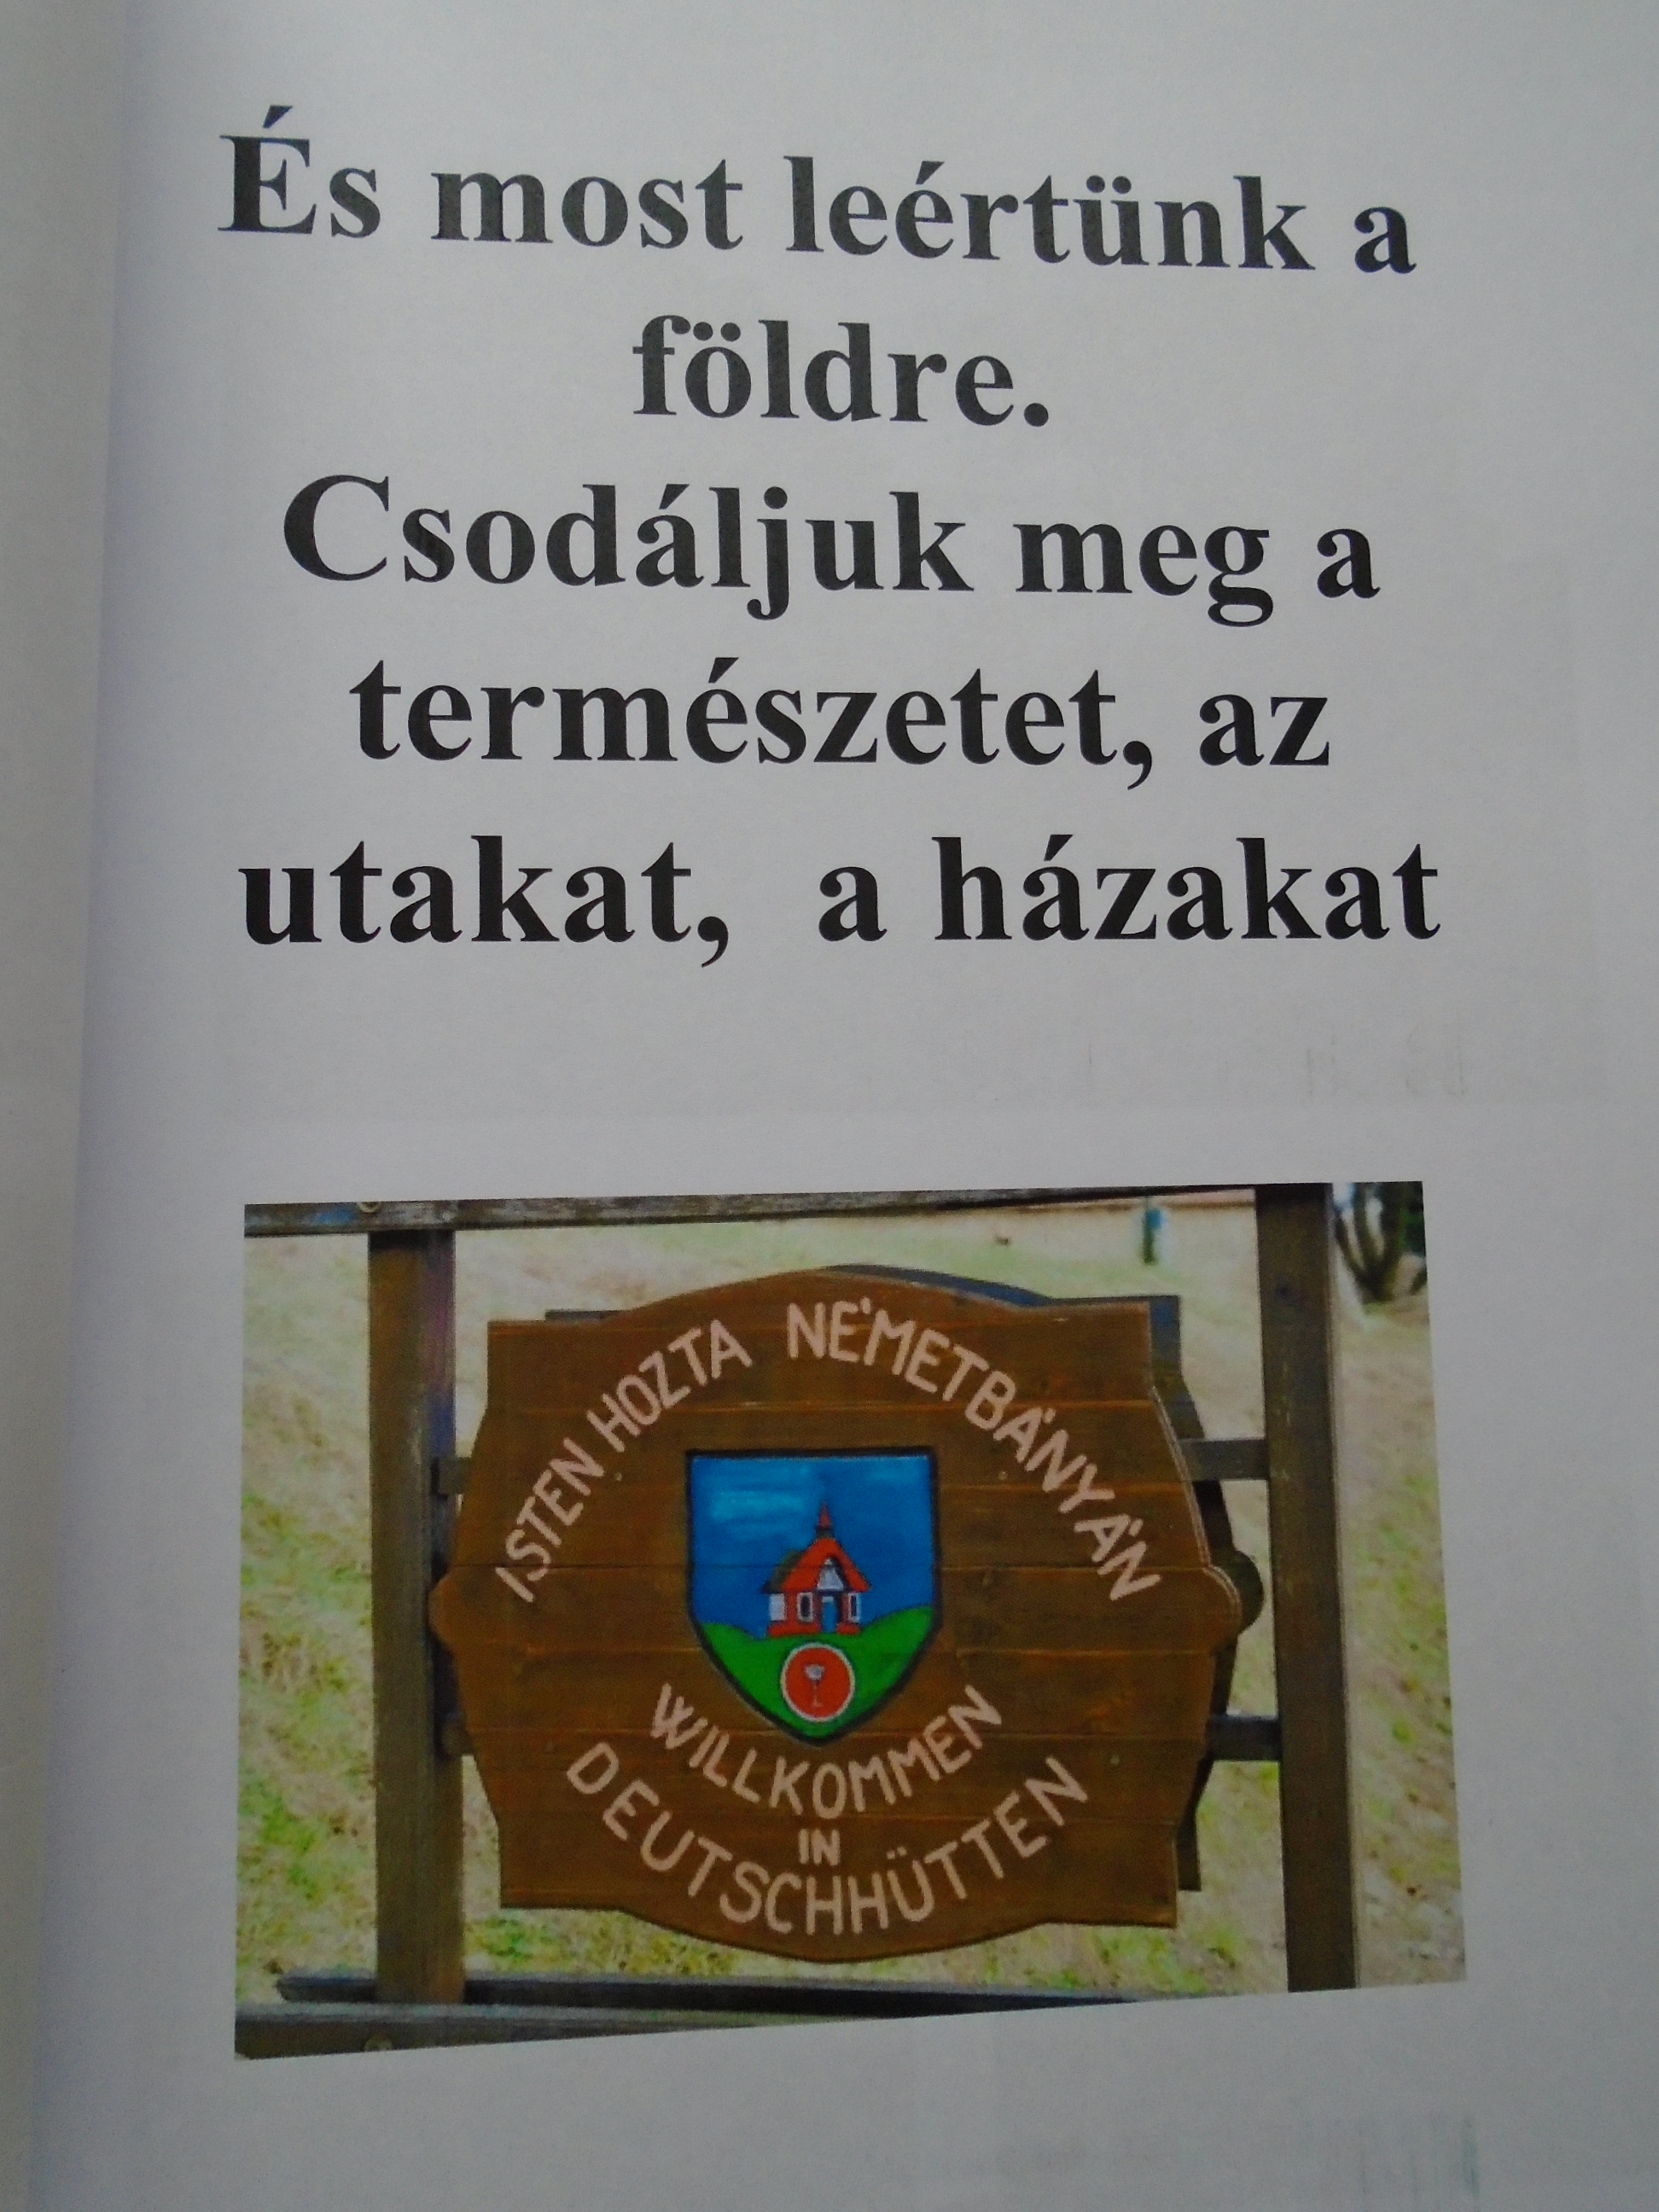 És most leértünk a
földre.
Csodáljuk meg a
természetet, az
utakat, a házakat
ISTEN HOZTA NÉMETBÁNYÁN
WILLKOMMEN
IN
DEUTSCHHÜTTEN